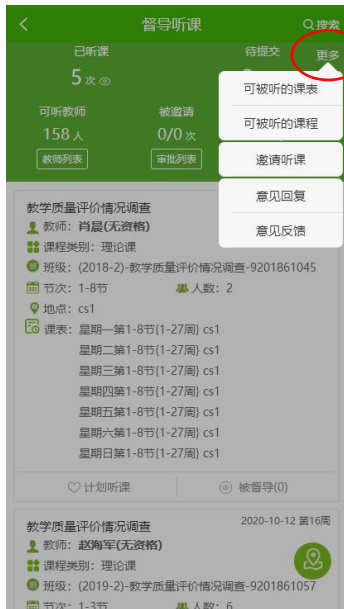 督导听课
搜索
已听课
待提交
更多
5 次
可听教师
被邀请
158 人
0/0 次
教师列表
审批列表
可被听的课表
可被听的课程
邀请听课
意见回复
意见反馈
教学质量评价情况调查
教师：肖晨(无资格)
课程类别：理论课
班级：(2018-2)-教学质量评价情况调查-9201861045
节次：1-8节
人数：2
地点：cs1
课表：星期一第1-8节{1-27周} cs1
星期二第1-8节{1-27周} cs1
星期三第1-8节{1-27周} cs1
星期四第1-8节{1-27周} cs1
星期五第1-8节{1-27周} cs1
星期六第1-8节{1-27周} cs1
星期日第1-8节{1-27周} cs1
计划听课
被督导(0)
教学质量评价情况调查
2020-10-12 第16周
教师：赵海军(无资格)
课程类别：理论课
班级：(2019-2)-教学质量评价情况调查-9201861057
节次：1-3节
人数：6